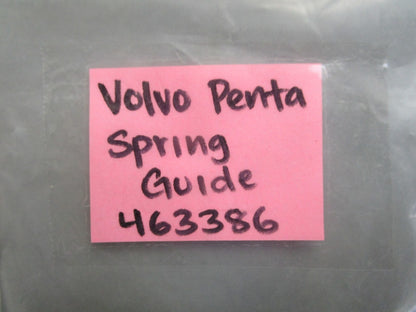 Volvo Penta
Spring
Guide
463386